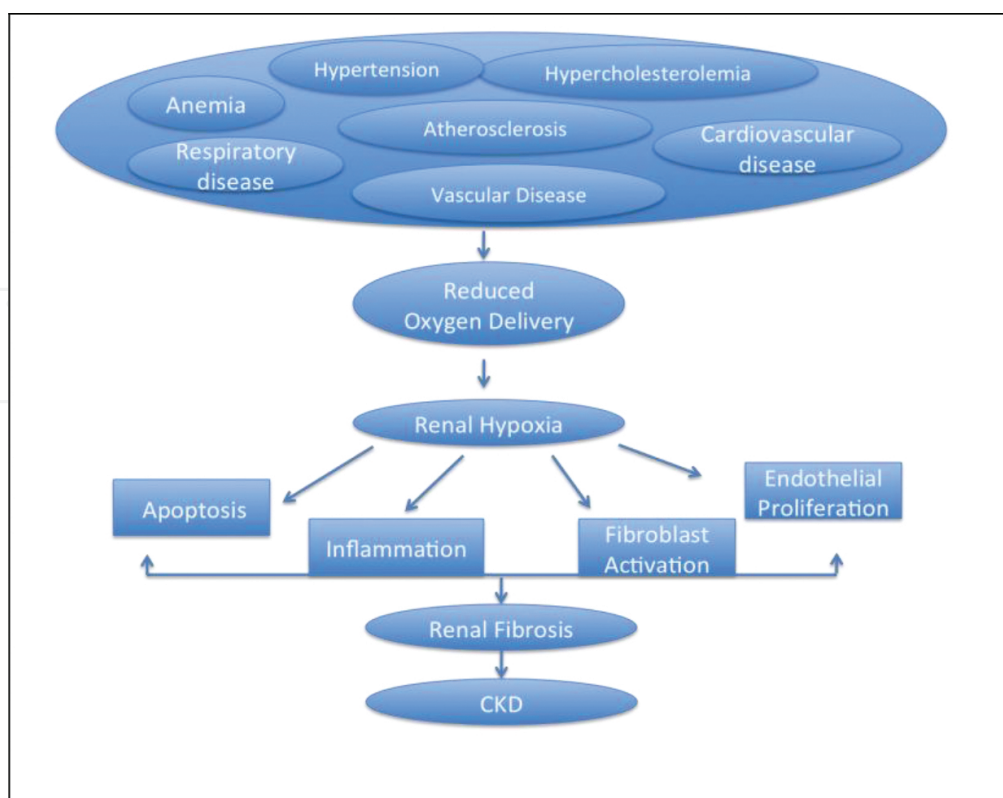 Hypertension
Hypercholesterolemia
Anemia
Atherosclerosis
Cardiovascular
disease
Respiratory
disease
Vascular Disease
Reduced
Oxygen Delivery
Renal Hypoxia
Apoptosis
Inflammation
Fibroblast
Activation
Endothelial
Proliferation
Renal Fibrosis
CKD